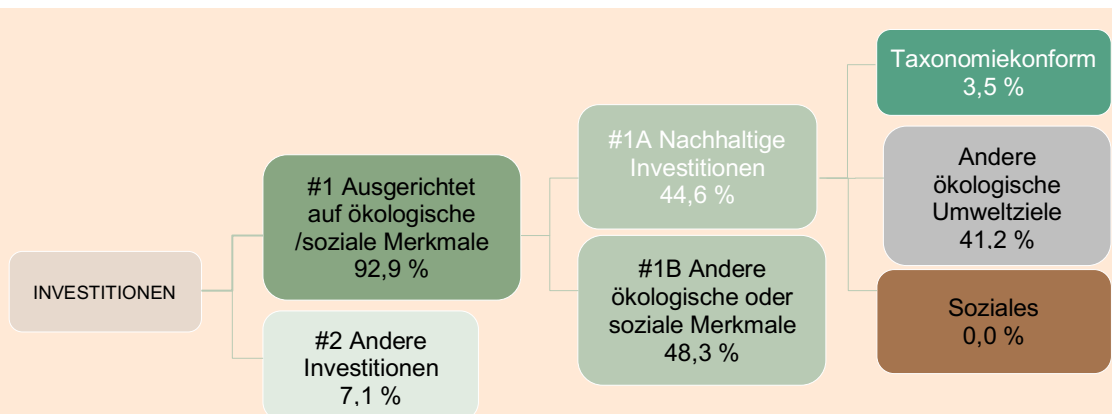 INVESTITIONEN
#1 Ausgerichtet
auf ökologische
/soziale Merkmale
92,9 %
#2 Andere
Investitionen
7,1 %
#1A Nachhaltige
Investitionen
44,6 %
#1B Andere
ökologische oder
soziale Merkmale
48,3 %
Taxonomiekonform
3,5 %
Andere
ökologische
Umweltziele
41,2 %
Soziales
0,0 %